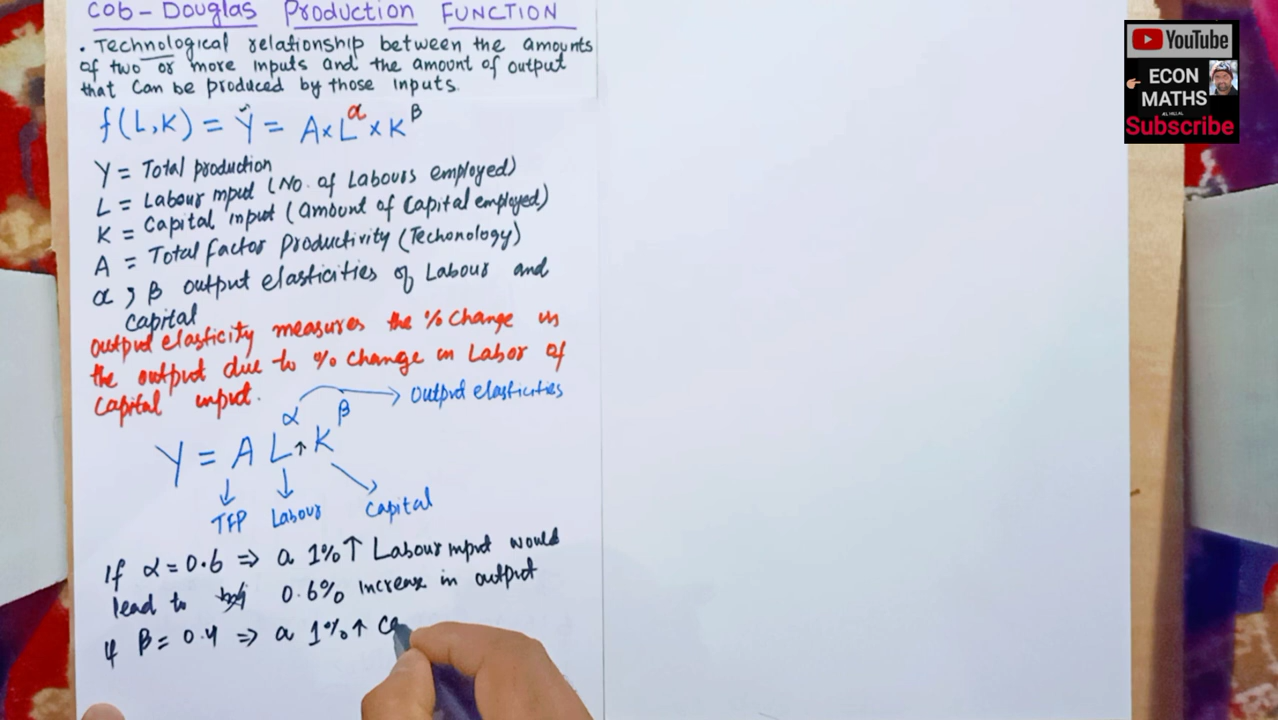 Cob-Douglas Production FUNCTION
• Technological relationship between the amounts
of two or more inputs and the amount of output
that can be produced by those inputs.
f(L,K) = Y = A×L^α×K^β
Y = Total production
L = Labour input (No. of Labours employed)
K = Capital input (amount of capital employed)
A = Total factor Productivity (Techonology)
α, β output elasticities of Labour and
capital
output elasticity measures the % change in
the output due to % change in Labor of
capital input.
→ output elasticities
Y = A L^α ↑ K^β
TFP Labour Capital
If α = 0.6 ⇒ a 1%↑ Labour input would
lead to 0.6% increase in output
If β = 0.4 ⇒ a 1%↑ ca
YouTube
ECON
MATHS
Subscribe